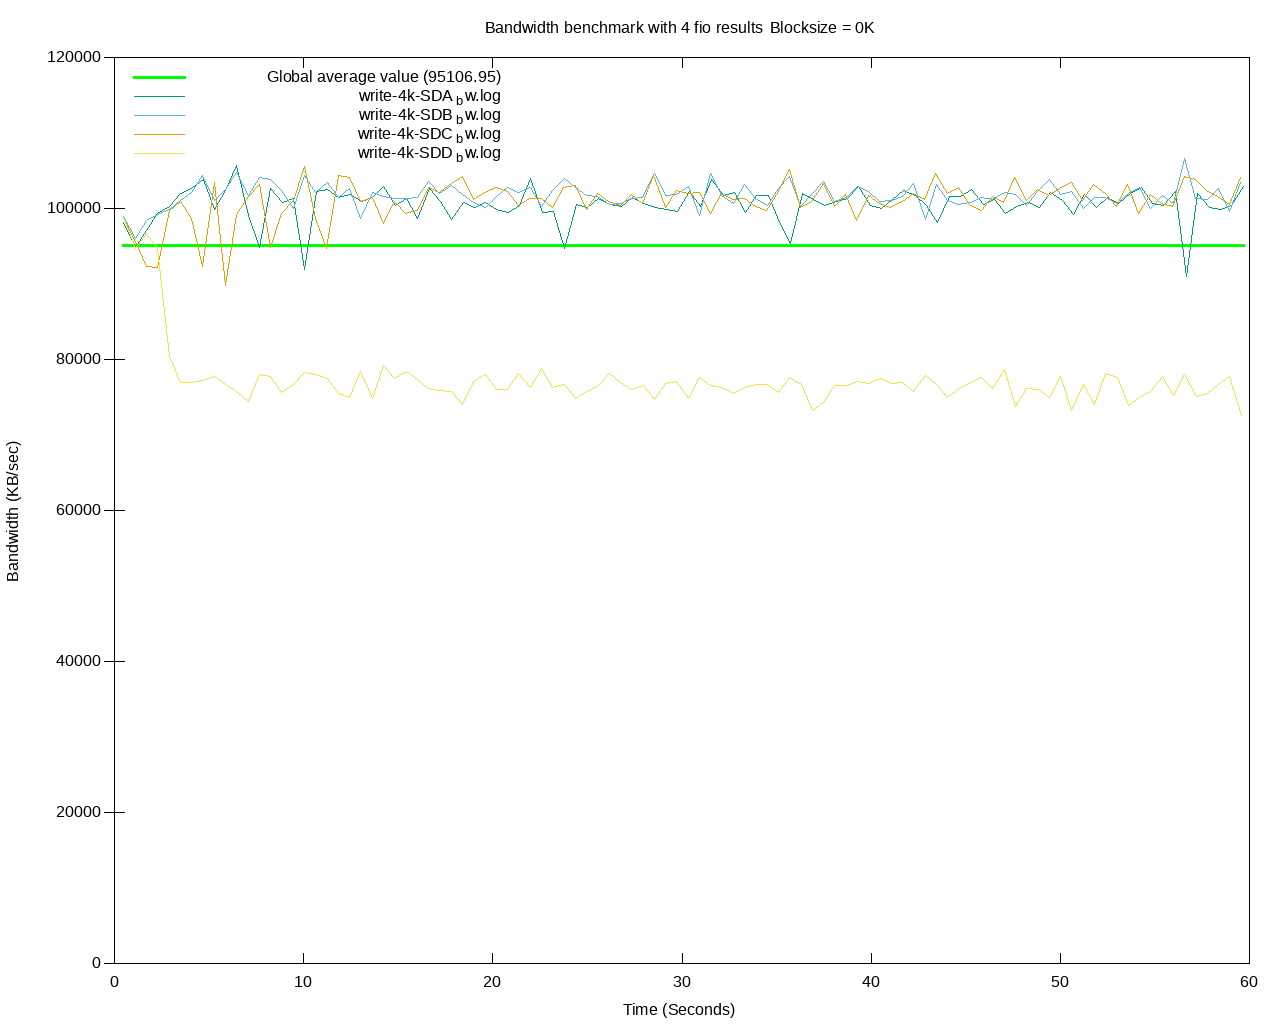 Bandwidth benchmark with 4 fio results Blocksize = 0K
120000
Global average value (95106.95)
write-4k-SDA bw.log
write-4k-SDB bw.log
write-4k-SDC bw.log
write-4k-SDD bw.log
100000
80000
60000
40000
20000
0
Bandwidth (KB/sec)
0 10 20 30 40 50 60
Time (Seconds)